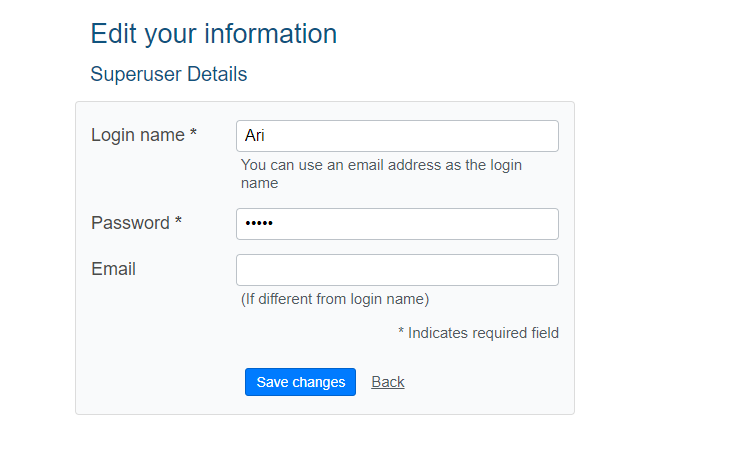 Edit your information
Superuser Details
Login name *
Ari
You can use an email address as the login
name
Password *
•••••
Email
(If different from login name)
* Indicates required field
Save changes Back